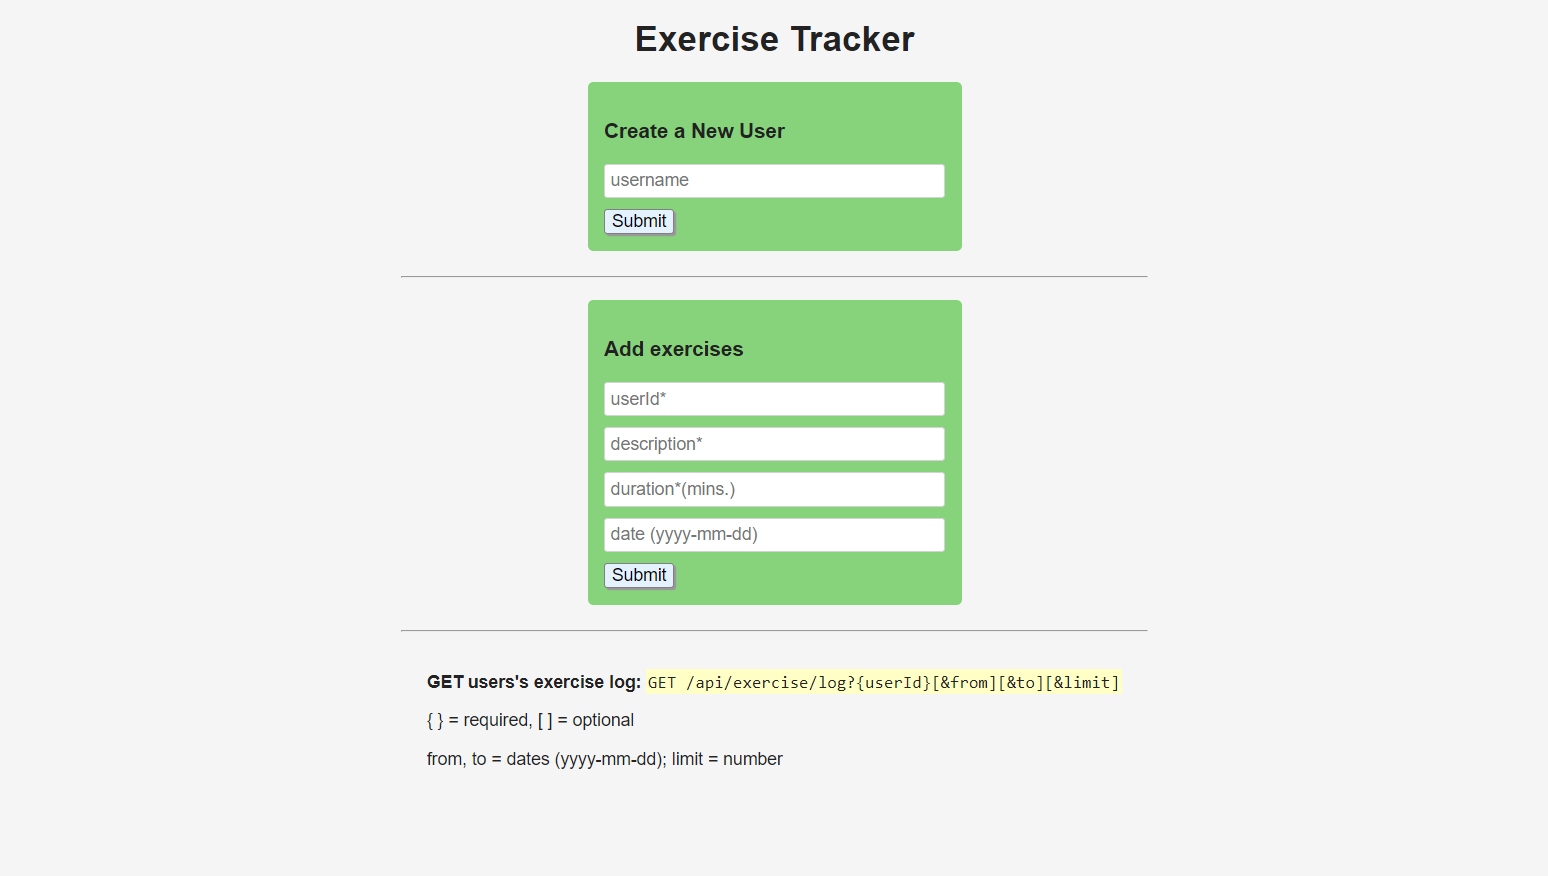 Exercise Tracker
Create a New User
username
Submit
Add exercises
userId*
description*
duration*(mins.)
date (yyyy-mm-dd)
Submit
GET users's exercise log: GET /api/exercise/log?{userId}[&from][&to][&limit]
{ } = required, [ ] = optional
from, to = dates (yyyy-mm-dd); limit = number